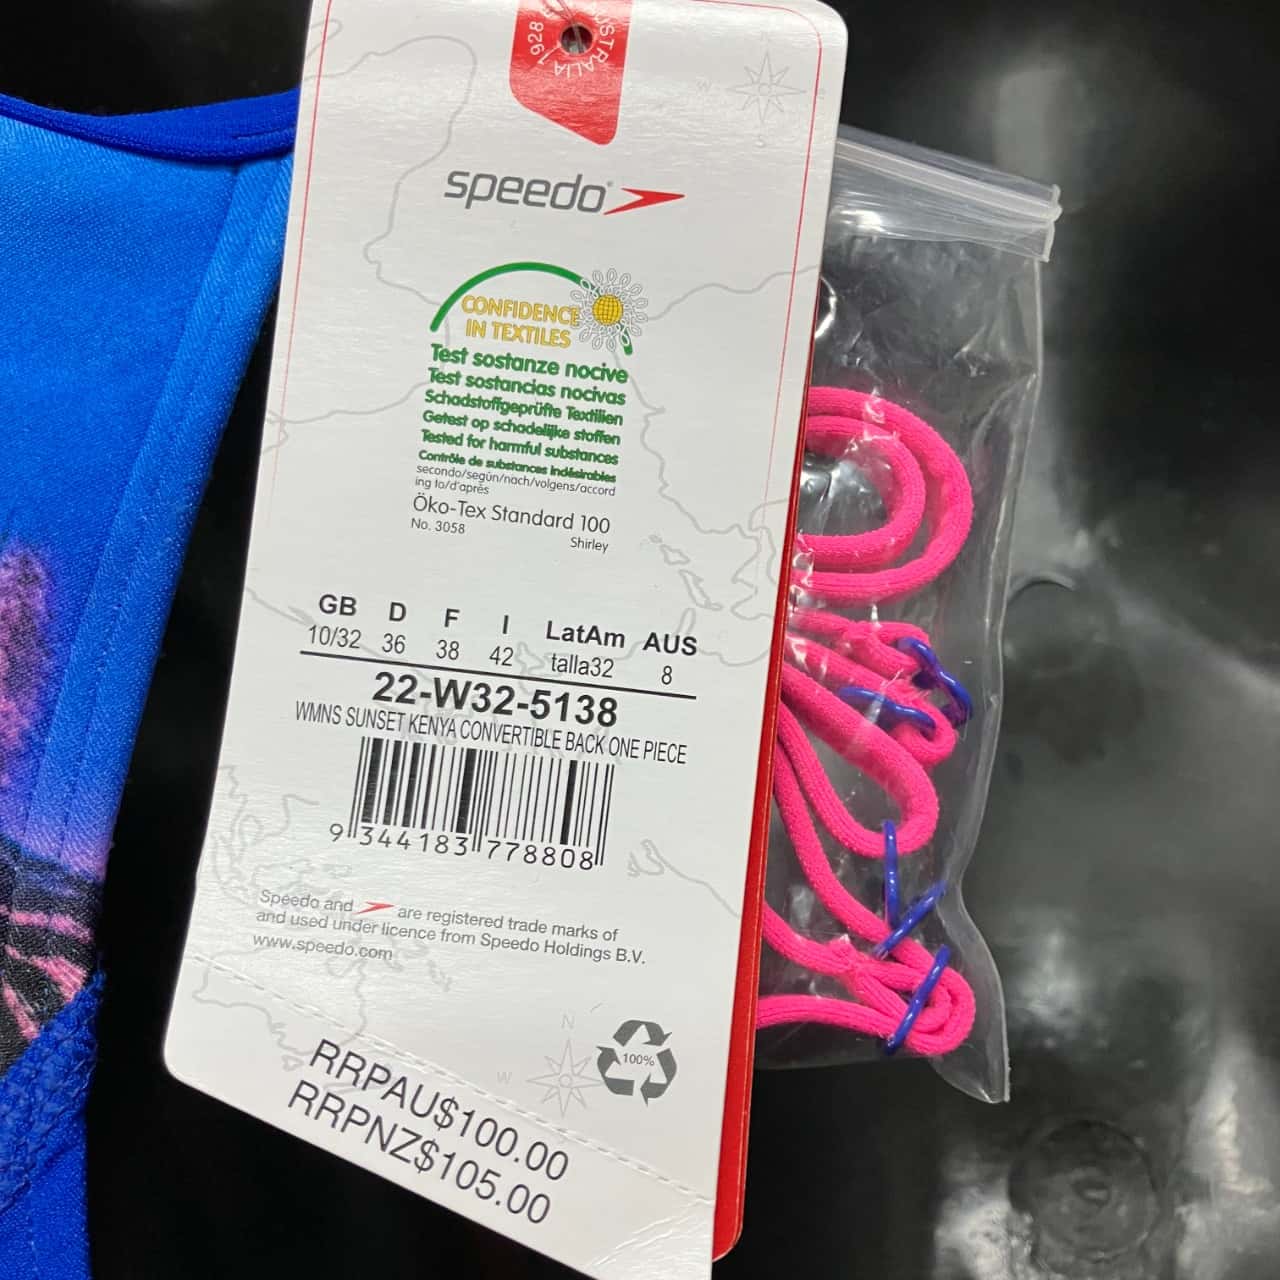 1928 AUSTRALIA
speedo
CONFIDENCE
IN TEXTILES
Test sostanze nocive
Test sostancias nocivas
Schadstoffgeprüfte Textilien
Getest op schadelijke stoffen
Tested for harmful substances
Contrôle de substances indésirables
secondo/según/nach/volgens/accord
ing to/d'après
Öko-Tex Standard 100
No. 3058
Shirley
GB D F I LatAm AUS
10/32 36 38 42 talla32 8
22-W32-5138
WMNS SUNSET KENYA CONVERTIBLE BACK ONE PIECE
9 344183 778808
Speedo and are registered trade marks of
and used under licence from Speedo Holdings B.V.
www.speedo.com
N
W
S
W
100%
RRPAU$100.00
RRPNZ$105.00